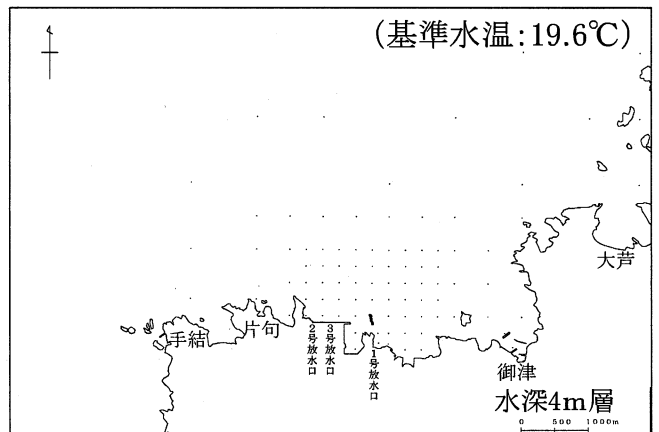 (基準水温:19.6℃)
大芦
手結
片句
2号放水口
3号放水口
1号放水口
御津
水深4m層
0 500 1000m